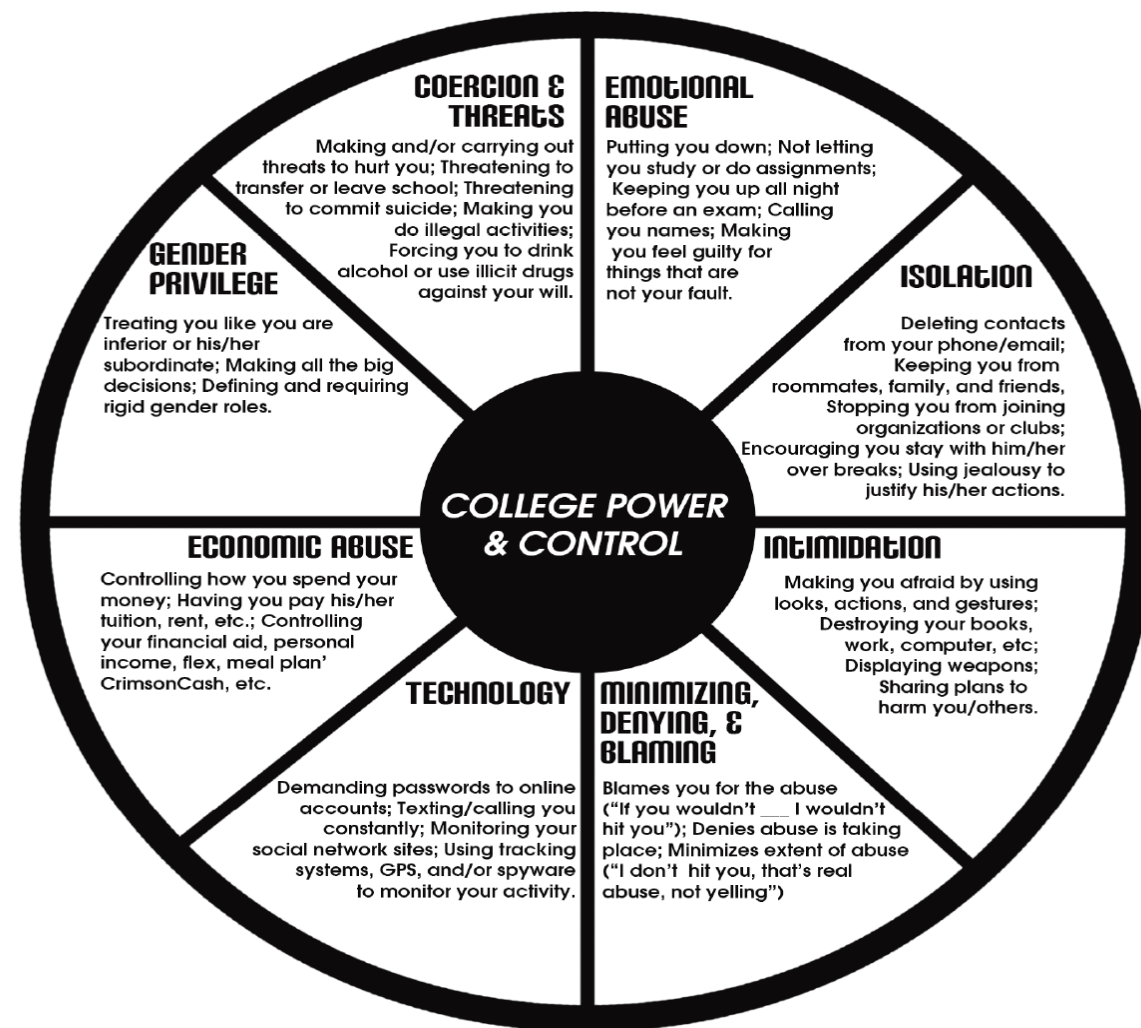 COERCION &
THREATS
Making and/or carrying out
threats to hurt you; Threatening to
transfer or leave school; Threatening
to commit suicide; Making you
do illegal activities;
Forcing you to drink
alcohol or use illicit drugs
against your will.
EMOTIONAL
ABUSE
Putting you down; Not letting
you study or do assignments;
Keeping you up all night
before an exam; Calling
you names; Making
you feel guilty for
things that are
not your fault.
GENDER
PRIVILEGE
Treating you like you are
inferior or his/her
subordinate; Making all the big
decisions; Defining and requiring
rigid gender roles.
ISOLATION
Deleting contacts
from your phone/email;
Keeping you from
roommates, family, and friends,
Stopping you from joining
organizations or clubs;
Encouraging you stay with him/her
over breaks; Using jealousy to
justify his/her actions.
COLLEGE POWER
& CONTROL
ECONOMIC ABUSE
Controlling how you spend your
money; Having you pay his/her
tuition, rent, etc.; Controlling
your financial aid, personal
income, flex, meal plan'
CrimsonCash, etc.
INTIMIDATION
Making you afraid by using
looks, actions, and gestures;
Destroying your books,
work, computer, etc;
Displaying weapons;
Sharing plans to
harm you/others.
TECHNOLOGY
Demanding passwords to online
accounts; Texting/calling you
constantly; Monitoring your
social network sites; Using tracking
systems, GPS, and/or spyware
to monitor your activity.
MINIMIZING,
DENYING, &
BLAMING
Blames you for the abuse
("If you wouldn't ___ I wouldn't
hit you"); Denies abuse is taking
place; Minimizes extent of abuse
("I don't hit you, that's real
abuse, not yelling")